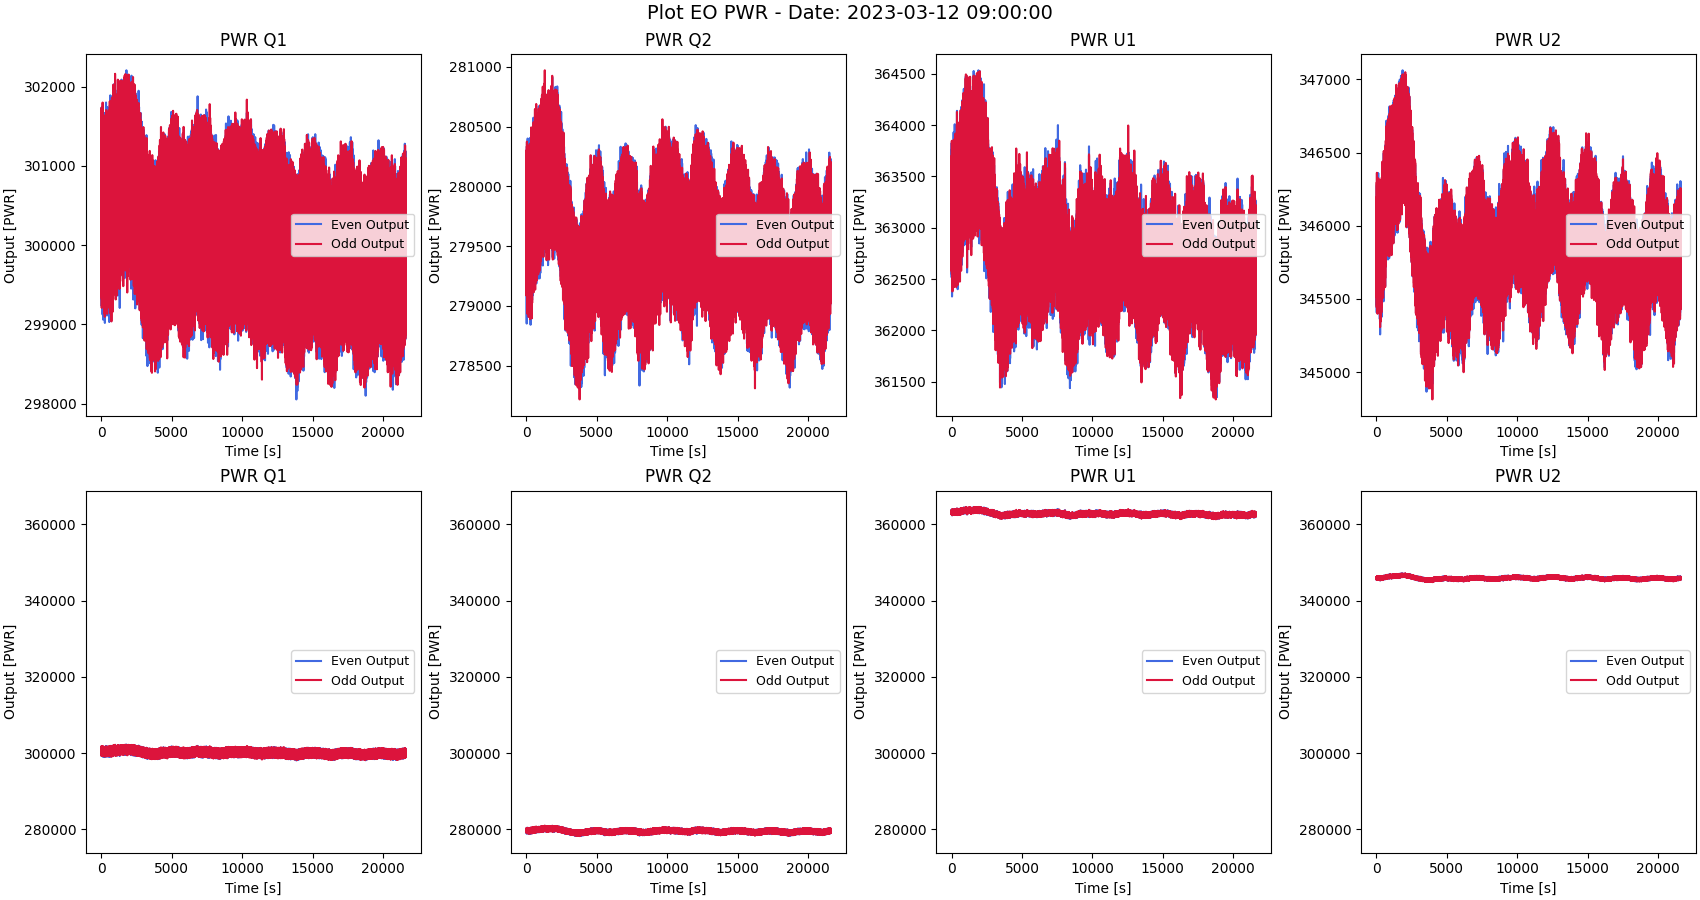 Plot EO PWR - Date: 2023-03-12 09:00:00
PWR Q1
Output [PWR]
302000
301000
300000
299000
298000
Even Output
Odd Output
0 5000 10000 15000 20000
Time [s]
PWR Q2
Output [PWR]
281000
280500
280000
279500
279000
278500
Even Output
Odd Output
0 5000 10000 15000 20000
Time [s]
PWR U1
Output [PWR]
364500
364000
363500
363000
362500
362000
361500
Even Output
Odd Output
0 5000 10000 15000 20000
Time [s]
PWR U2
Output [PWR]
347000
346500
346000
345500
345000
Even Output
Odd Output
0 5000 10000 15000 20000
Time [s]
PWR Q1
Output [PWR]
360000
340000
320000
300000
280000
Even Output
Odd Output
0 5000 10000 15000 20000
Time [s]
PWR Q2
Output [PWR]
360000
340000
320000
300000
280000
Even Output
Odd Output
0 5000 10000 15000 20000
Time [s]
PWR U1
Output [PWR]
360000
340000
320000
300000
280000
Even Output
Odd Output
0 5000 10000 15000 20000
Time [s]
PWR U2
Output [PWR]
360000
340000
320000
300000
280000
Even Output
Odd Output
0 5000 10000 15000 20000
Time [s]